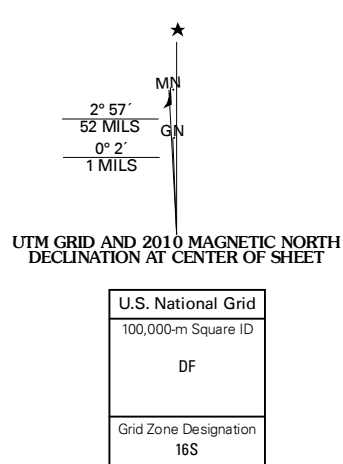 MN
2° 57´
52 MILS
GN
0° 2´
1 MILS
UTM GRID AND 2010 MAGNETIC NORTH
DECLINATION AT CENTER OF SHEET
U.S. National Grid
100,000-m Square ID
DF
Grid Zone Designation
16S